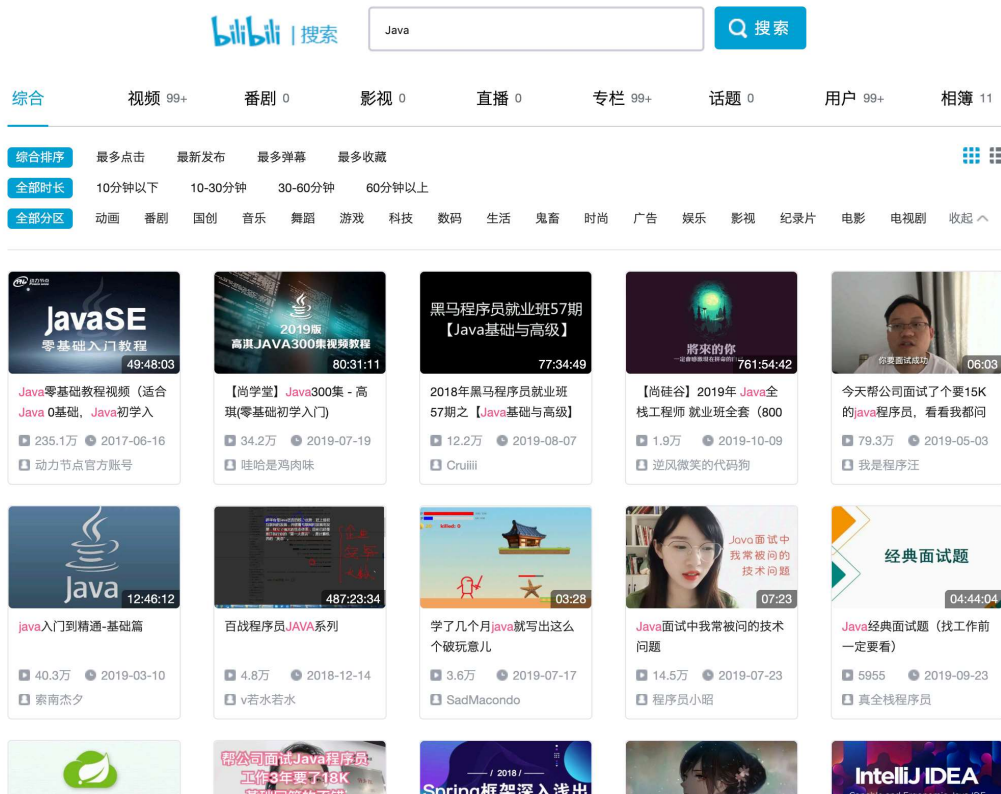 bilibili | 搜索
Java
搜索
综合 视频 99+ 番剧 0 影视 0 直播 0 专栏 99+ 话题 0 用户 99+ 相簿 11
综合排序 最多点击 最新发布 最多弹幕 最多收藏
全部时长 10分钟以下 10-30分钟 30-60分钟 60分钟以上
全部分区 动画 番剧 国创 音乐 舞蹈 游戏 科技 数码 生活 鬼畜 时尚 广告 娱乐 影视 纪录片 电影 电视剧 收起
动力节点
JavaSE
零基础入门教程
49:48:03
Java零基础教程视频（适合
Java 0基础，Java初学入
235.1万 2017-06-16
动力节点官方账号
2019版
高淇JAVA300集视频教程
80:31:11
【尚学堂】Java300集 - 高
琪(零基础初学入门)
34.2万 2019-07-19
哇哈是鸡肉味
黑马程序员就业班57期
【Java基础与高级】
77:34:49
2018年黑马程序员就业班
57期之【Java基础与高级】
12.2万 2019-08-07
Cruiiii
將來的你
761:54:42
【尚硅谷】2019年 Java全
栈工程师 就业班全套（800
1.9万 2019-10-09
逆风微笑的代码狗
你要面试成功
06:03
今天帮公司面试了个要15K
的java程序员，看看我都问
79.3万 2019-05-03
我是程序汪
Java
12:46:12
java入门到精通-基础篇
40.3万 2019-03-10
索南杰夕
487:23:34
百战程序员JAVA系列
4.8万 2018-12-14
v若水若水
killed: 0
03:28
学了几个月java就写出这么
个破玩意儿
3.6万 2019-07-17
SadMacondo
Java面试中
我常被问的
技术问题
07:23
Java面试中我常被问的技术
问题
14.5万 2019-07-23
程序员小昭
经典面试题
04:44:04
Java经典面试题（找工作前
一定要看）
5955 2019-09-23
真全栈程序员
帮公司面试Java程序员
工作3年要了18K
/ 2018 /
Spring框架深入浅出
IntelliJ IDEA